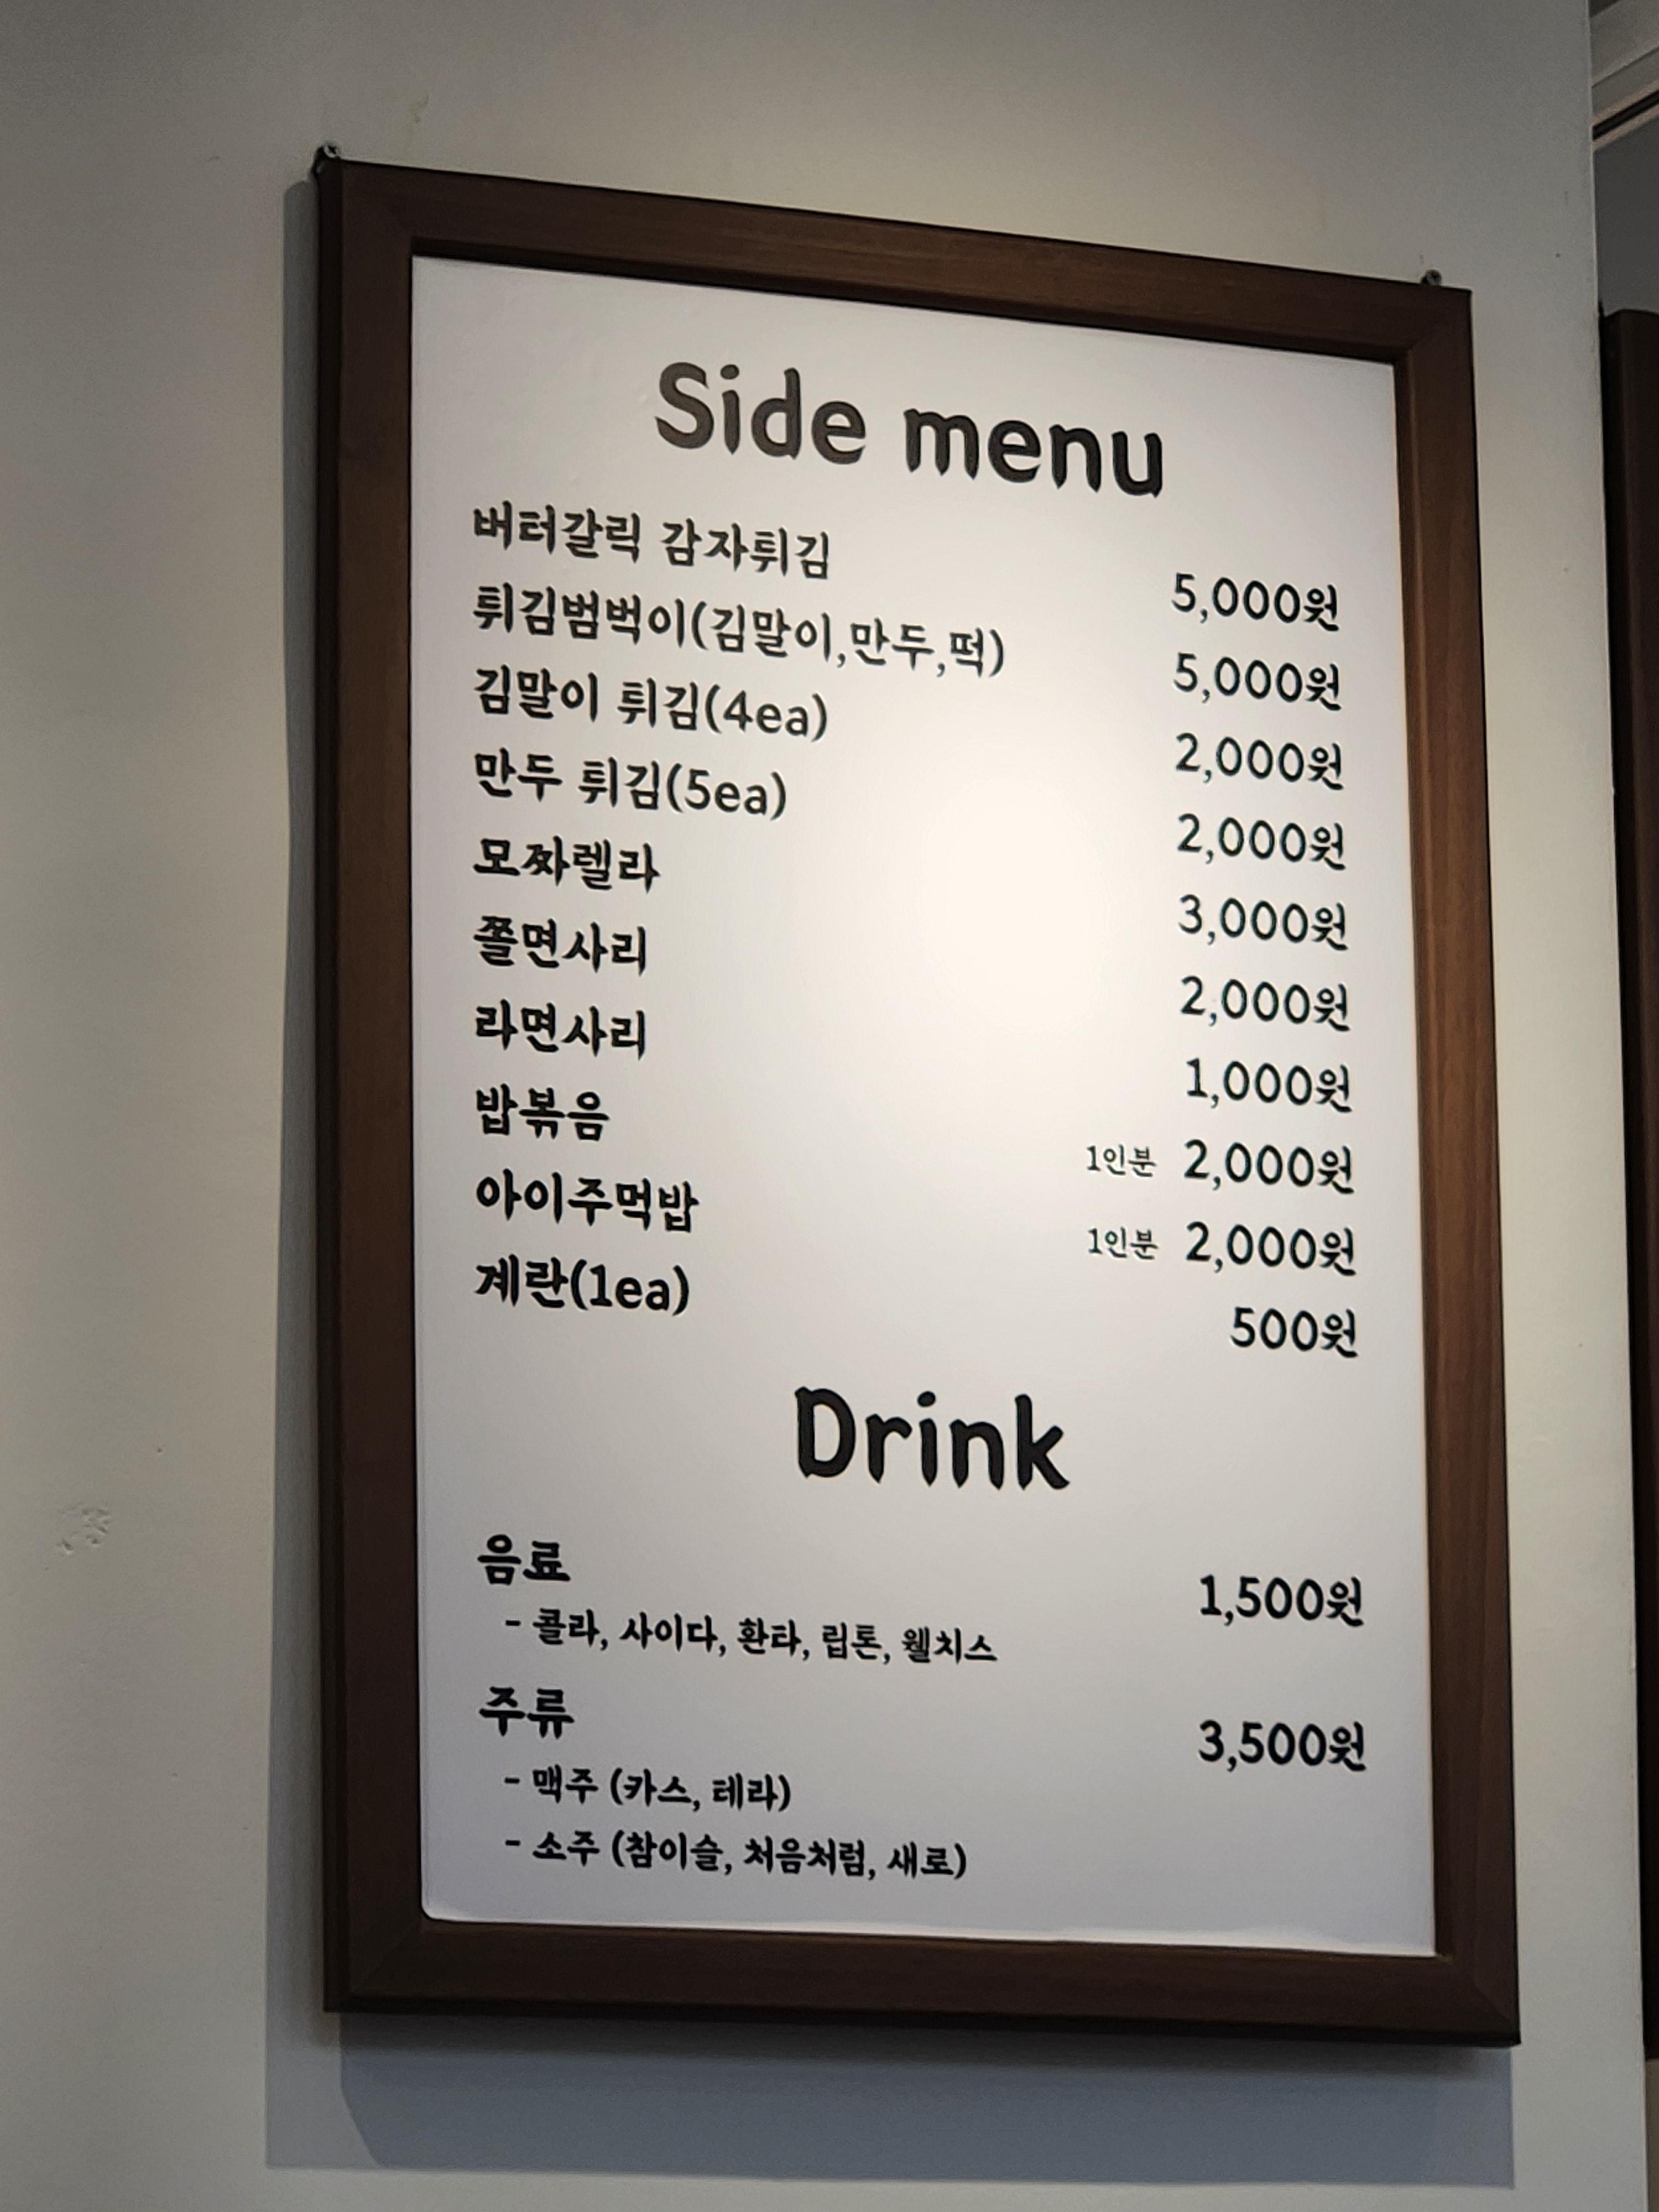 Side menu
버터갈릭 감자튀김 5,000원
튀김범벅이(김말이,만두,떡) 5,000원
김말이 튀김(4ea) 2,000원
만두 튀김(5ea) 2,000원
모짜렐라 3,000원
쫄면사리 2,000원
라면사리 1,000원
밥볶음 1인분 2,000원
아이주먹밥 1인분 2,000원
계란(1ea) 500원
Drink
음료 1,500원
- 콜라, 사이다, 환타, 립톤, 웰치스
주류 3,500원
- 맥주 (카스, 테라)
- 소주 (참이슬, 처음처럼, 새로)